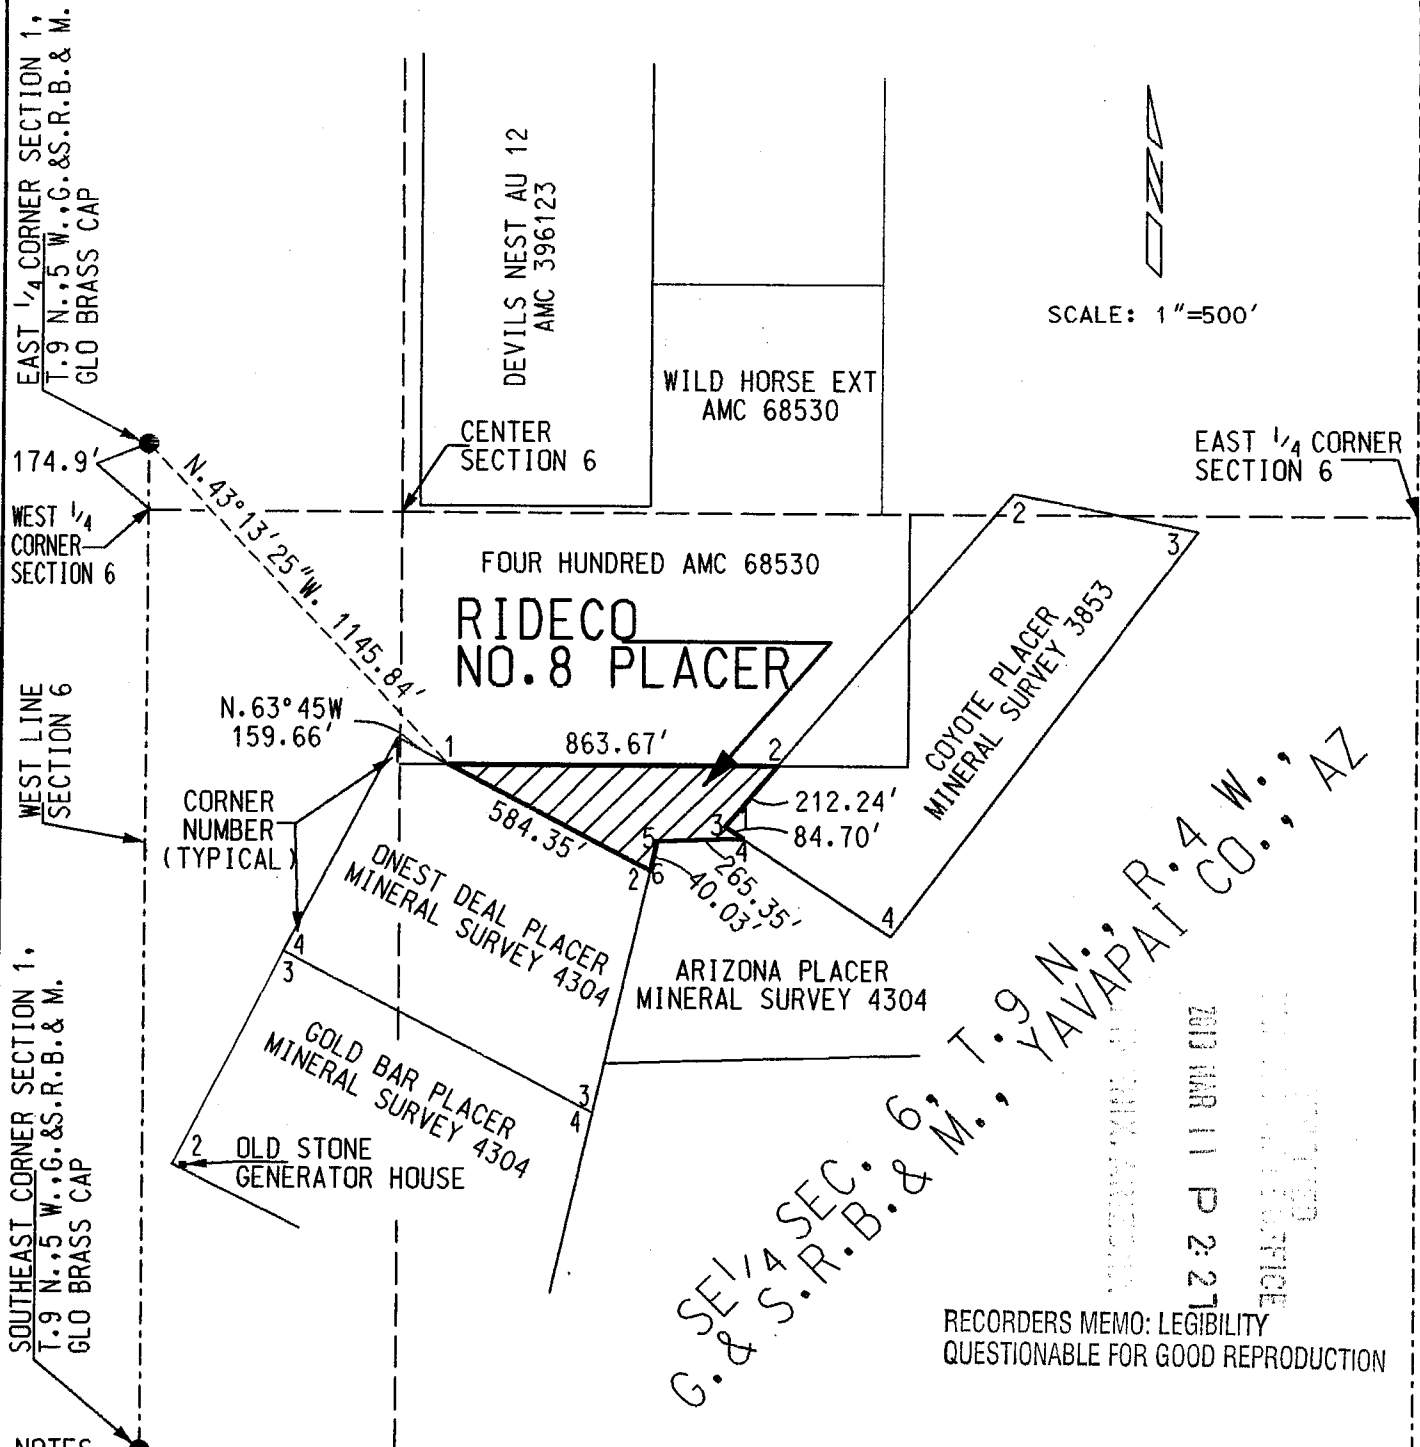 EAST 1/4 CORNER SECTION 1,
T.9 N.,5 W.,G.&S.R.B.& M.
GLO BRASS CAP
DEVILS NEST AU 12
AMC 396123
SCALE: 1"=500'
WILD HORSE EXT
AMC 68530
CENTER
SECTION 6
EAST 1/4 CORNER
SECTION 6
174.9'
WEST 1/4
CORNER
SECTION 6
N.43°13'25"W. 1145.84'
2
3
FOUR HUNDRED AMC 68530
RIDECO
NO.8 PLACER
COYOTE PLACER
MINERAL SURVEY 3853
WEST LINE
SECTION 6
N.63°45W
159.66'
1
863.67'
2
212.24'
84.70'
3
4
5
265.35'
40.03'
2
6
584.35'
CORNER
NUMBER
(TYPICAL)
ONEST DEAL PLACER
MINERAL SURVEY 4304
4
4
3
ARIZONA PLACER
MINERAL SURVEY 4304
GOLD BAR PLACER
MINERAL SURVEY 4304
3
4
2
OLD STONE
GENERATOR HOUSE
SOUTHEAST CORNER SECTION 1,
T.9 N.,5 W.,G.&S.R.B.& M.
GLO BRASS CAP
SE1/4 SEC. 6, T.9 N., R.4 W.,
G.& S.R.B.& M., YAVAPAI CO., AZ
2013 MAR 11 P 2:27
RECORDERS MEMO: LEGIBILITY
QUESTIONABLE FOR GOOD REPRODUCTION
NOTES